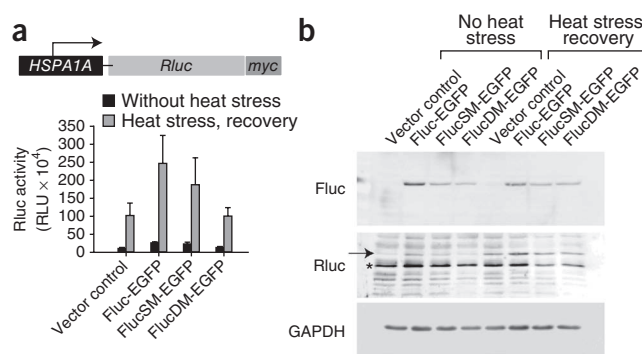 a
HSPA1A
Rluc
myc
Without heat stress
Heat stress, recovery
Rluc activity
(RLU × 10⁴)
350
300
250
200
150
100
50
0
Vector control
Fluc-EGFP
FlucSM-EGFP
FlucDM-EGFP
b
No heat
stress
Heat stress
recovery
Vector control
Fluc-EGFP
FlucSM-EGFP
FlucDM-EGFP
Vector control
Fluc-EGFP
FlucSM-EGFP
FlucDM-EGFP
Fluc
Rluc
*
GAPDH